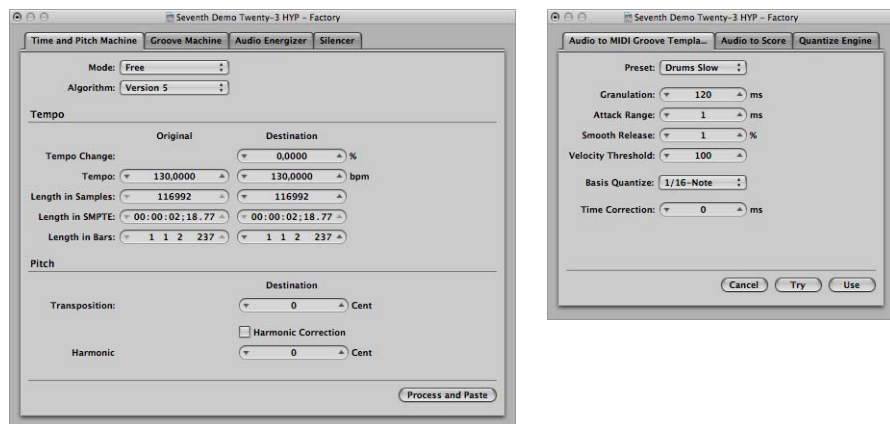 Seventh Demo Twenty-3 HYP – Factory
Time and Pitch Machine Groove Machine Audio Energizer Silencer
Mode: Free
Algorithm: Version 5
Tempo
Original Destination
Tempo Change: 0,0000 %
Tempo: 130,0000 130,0000 bpm
Length in Samples: 116992 116992
Length in SMPTE: 00:00:02;18.77 00:00:02;18.77
Length in Bars: 1 1 2 237 1 1 2 237
Pitch
Destination
Transposition: 0 Cent
Harmonic Correction
Harmonic 0 Cent
Process and Paste
Seventh Demo Twenty-3 HYP – Factory
Audio to MIDI Groove Templa... Audio to Score Quantize Engine
Preset: Drums Slow
Granulation: 120 ms
Attack Range: 1 ms
Smooth Release: 1 %
Velocity Threshold: 100
Basis Quantize: 1/16-Note
Time Correction: 0 ms
Cancel Try Use